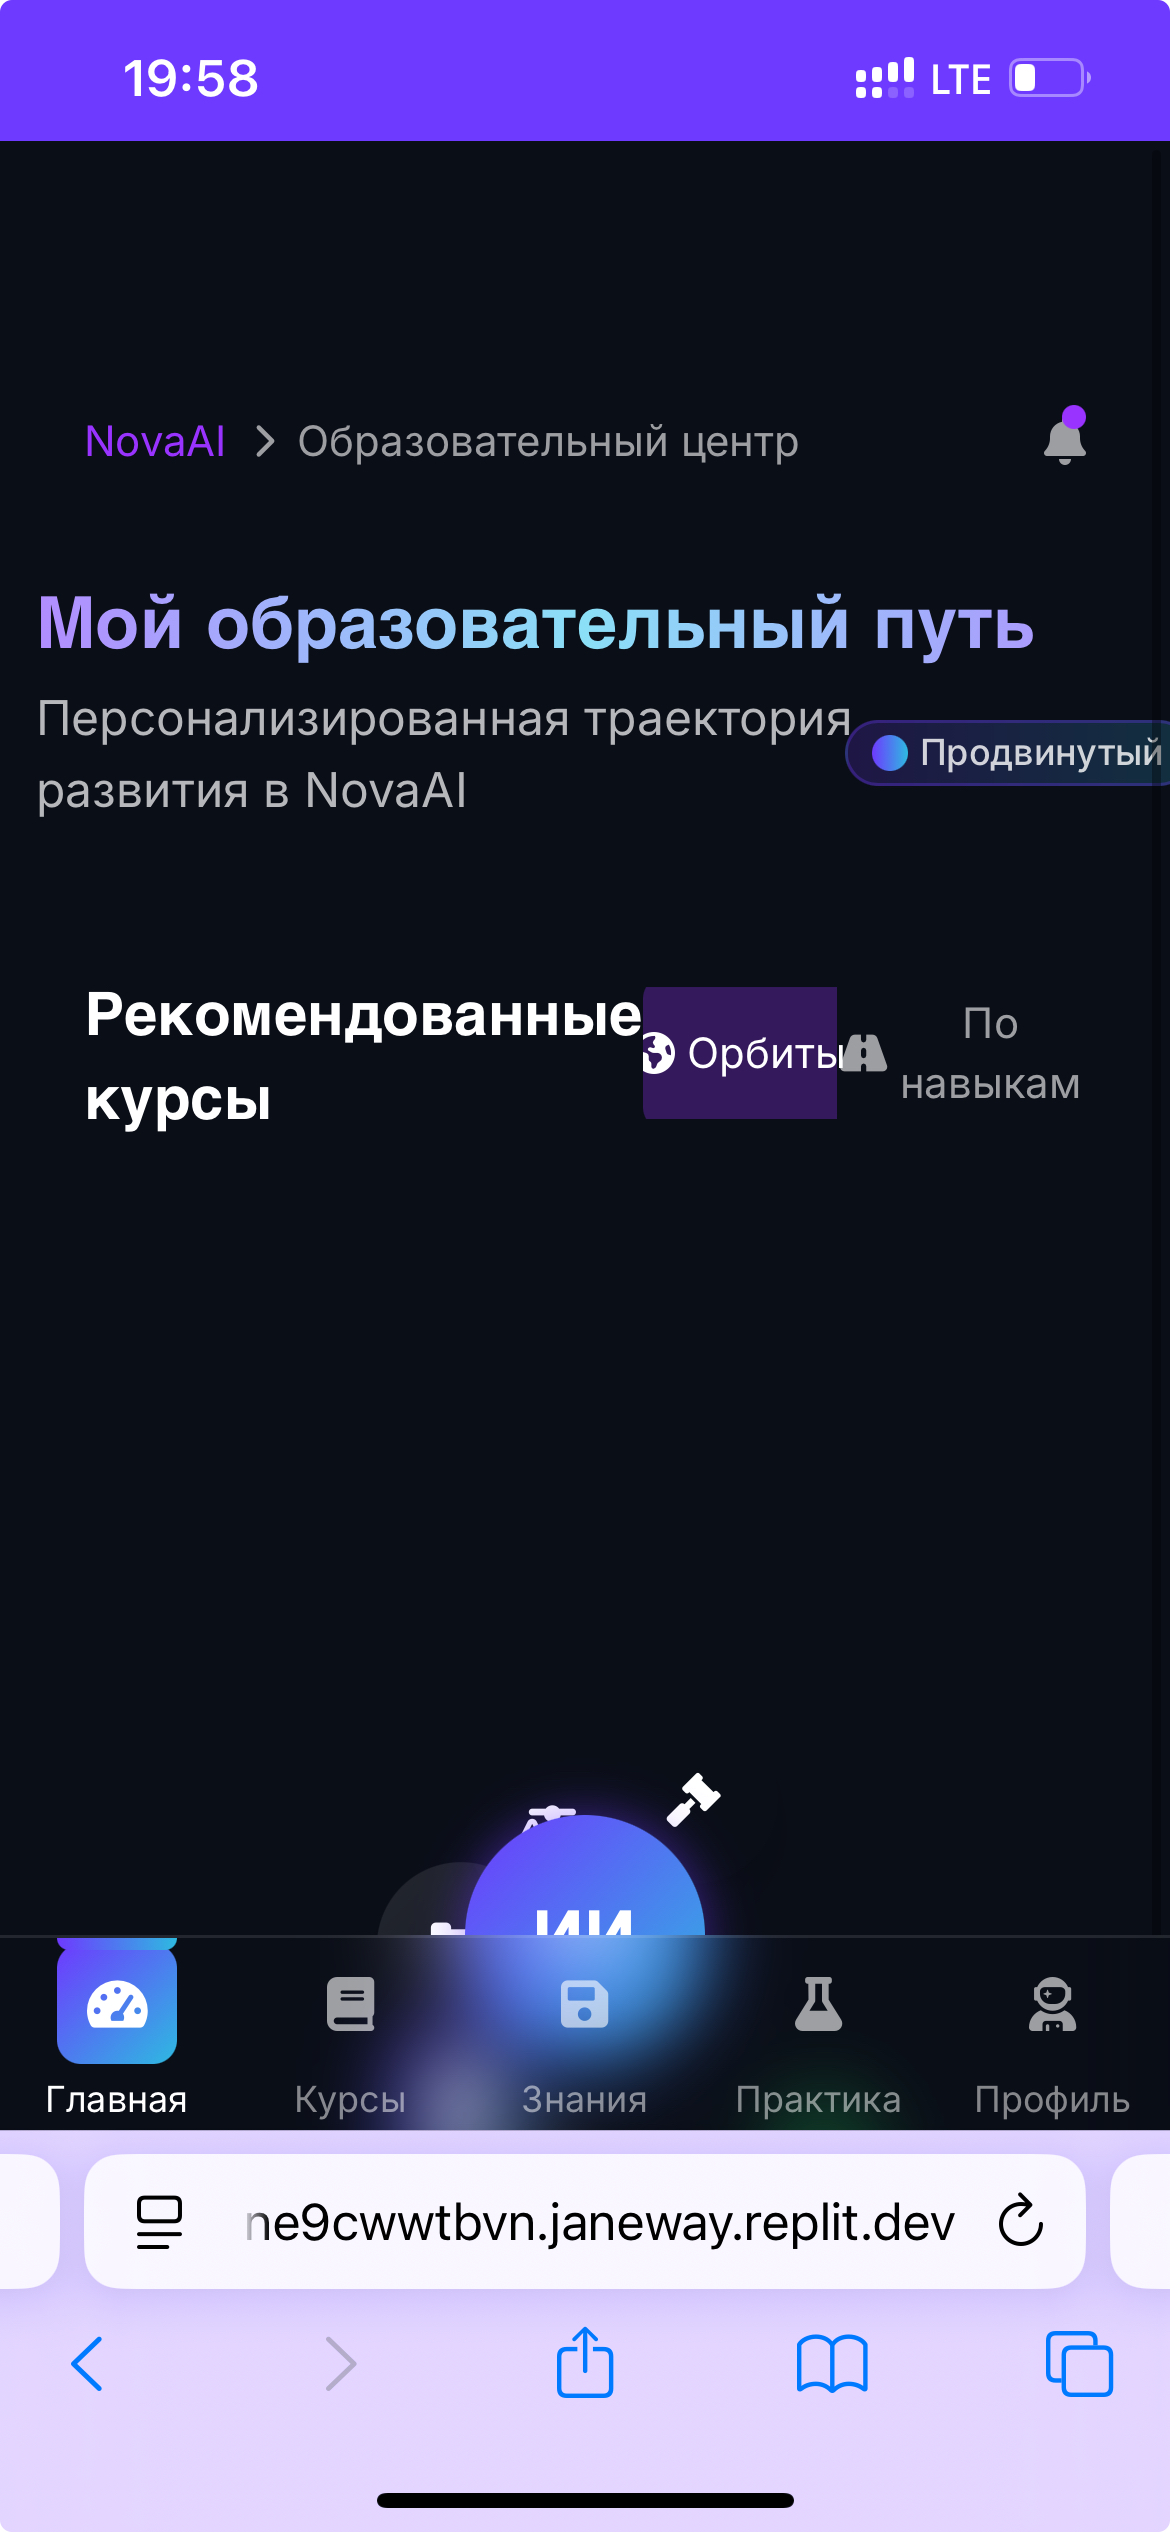 19:58
LTE
NovaAI
Образовательный центр
Мой образовательный путь
Персонализированная траектория
развития в NovaAI
Продвинутый
Рекомендованные
курсы
Орбиты
По
навыкам
ИИ
Главная
Курсы
Знания
Практика
Профиль
ne9cwwtbvn.janeway.replit.dev